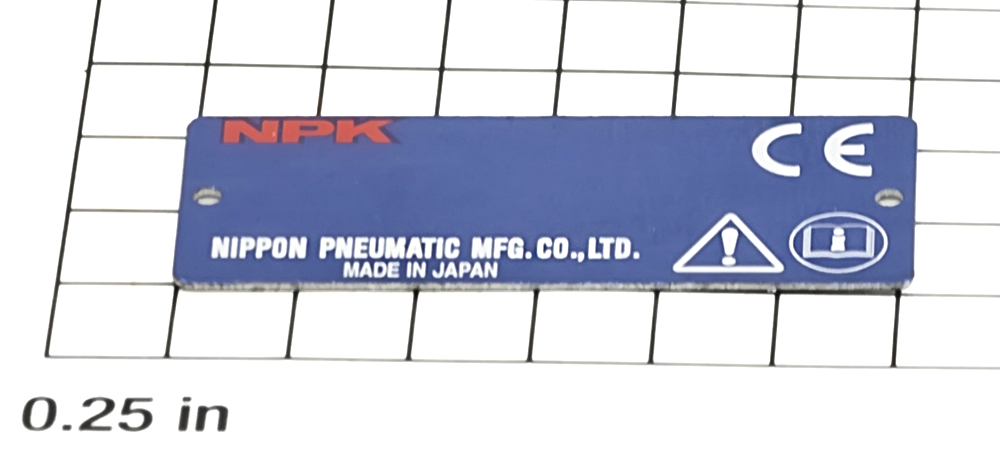 NPK
CE
NIPPON PNEUMATIC MFG. CO., LTD.
MADE IN JAPAN
0.25 in